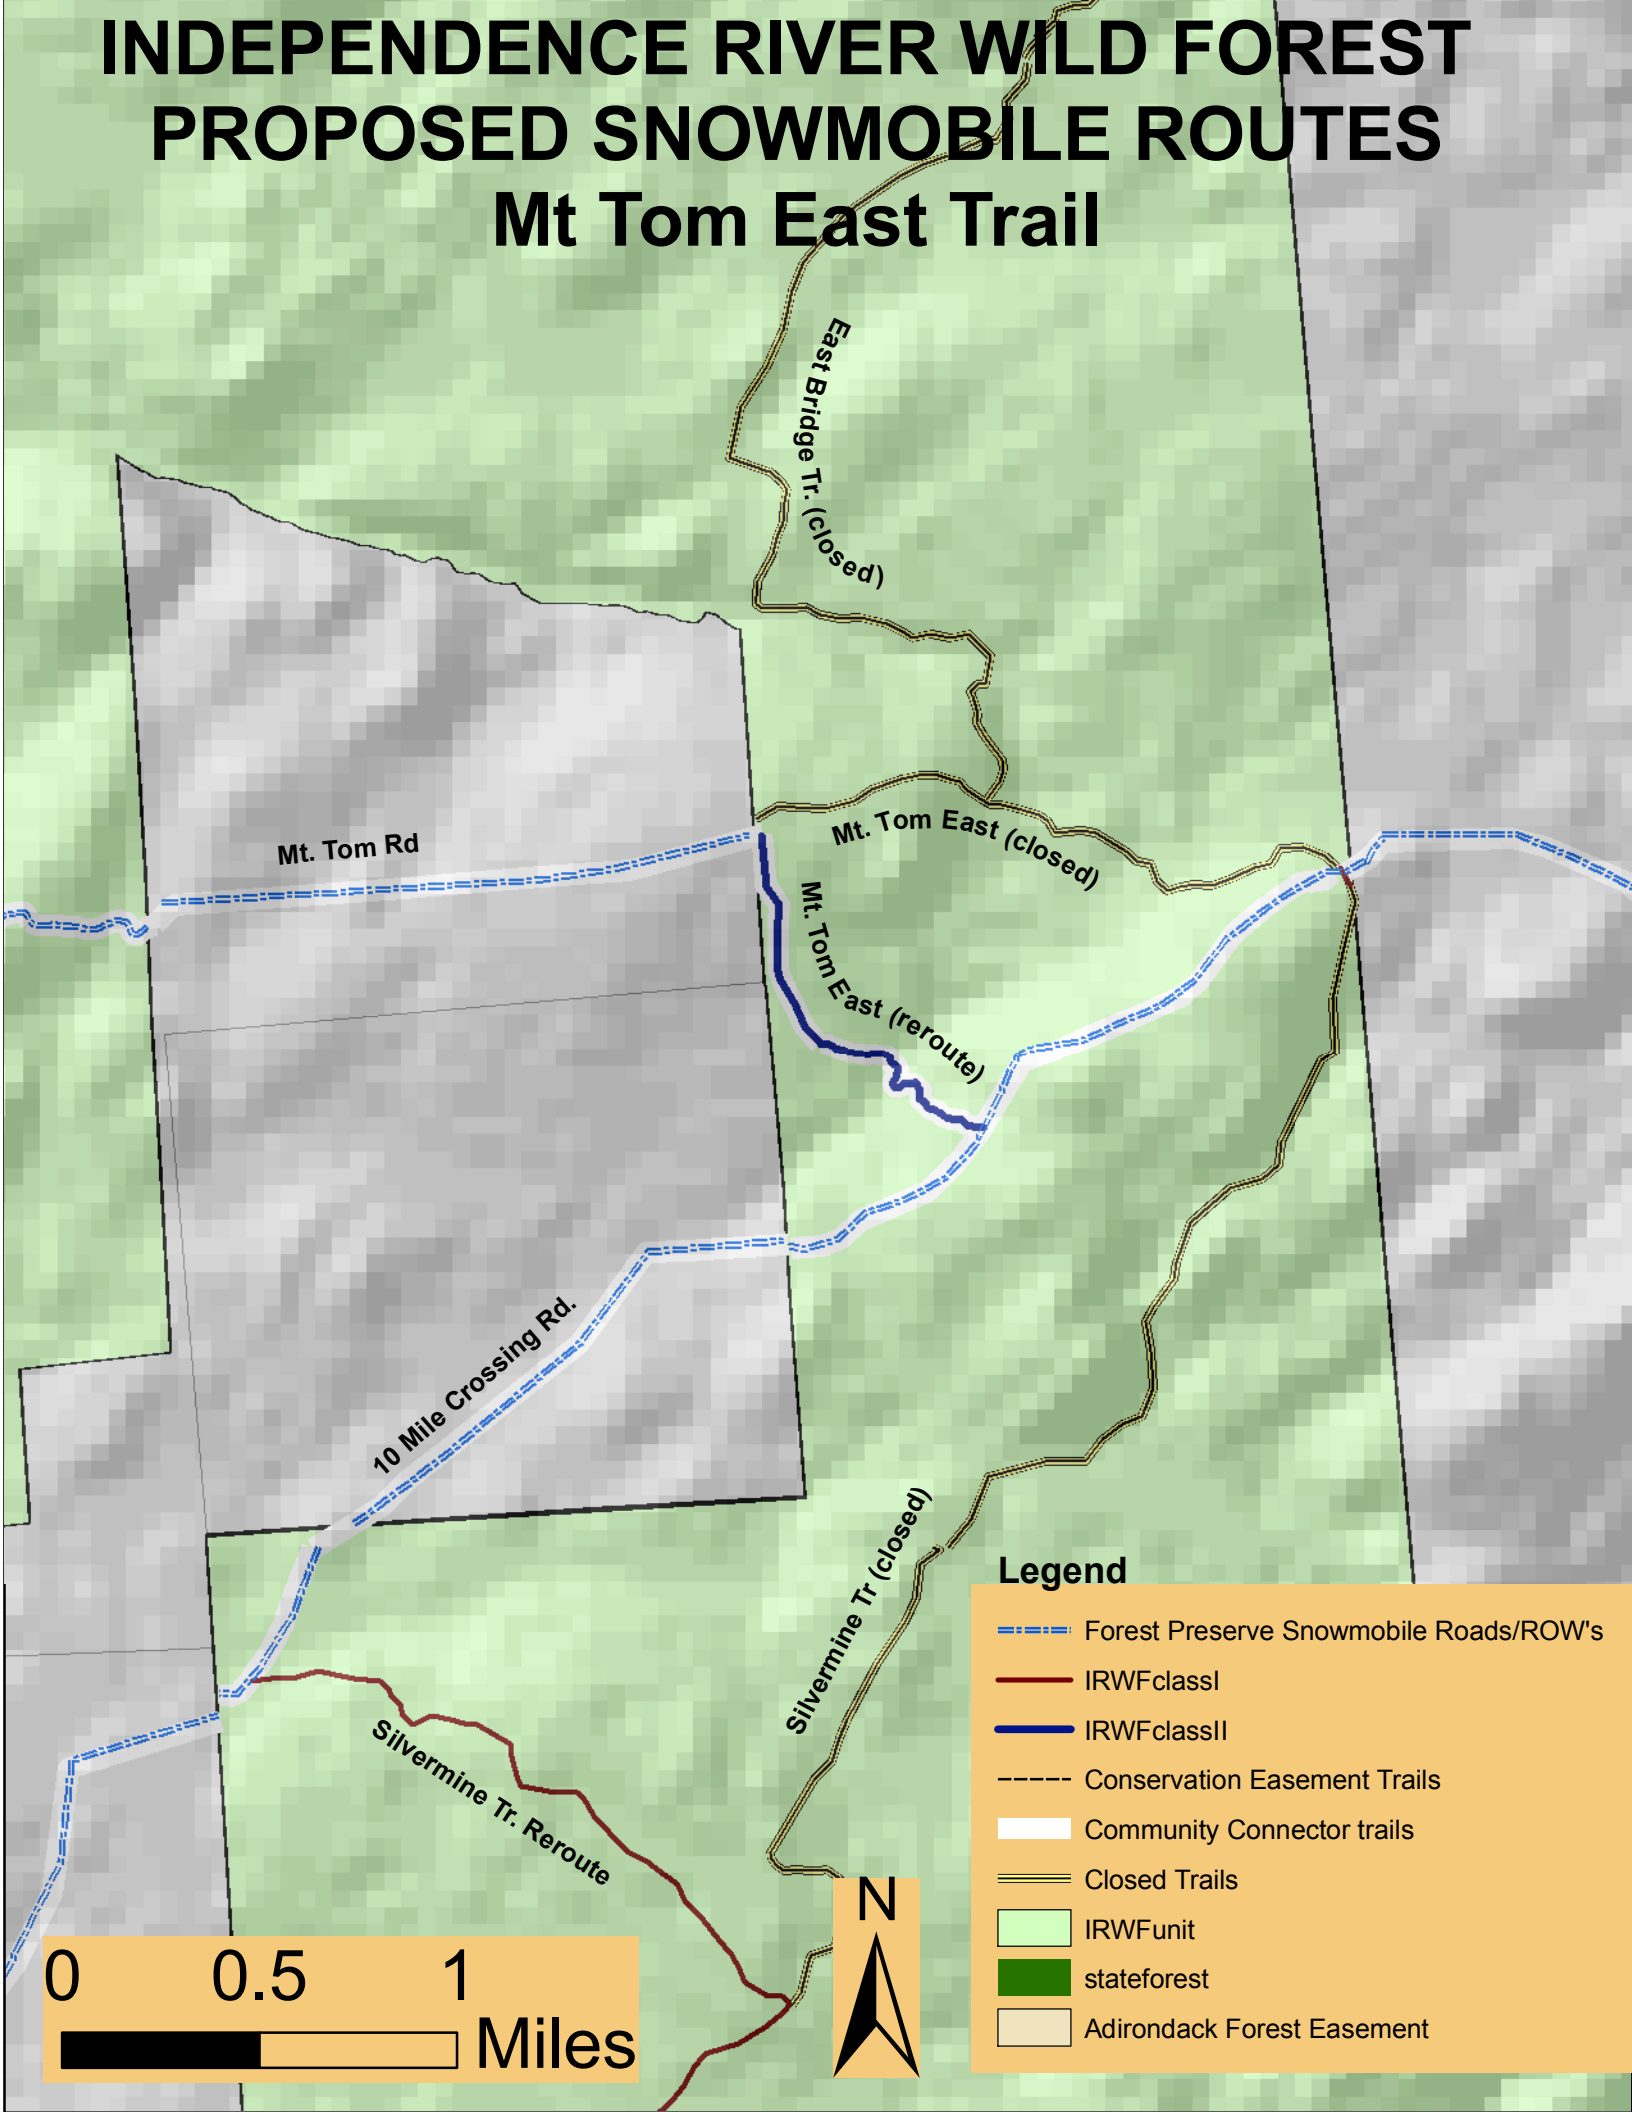 INDEPENDENCE RIVER WILD FOREST
PROPOSED SNOWMOBILE ROUTES
Mt Tom East Trail
East Bridge Tr. (closed)
Mt. Tom Rd
Mt. Tom East (closed)
Mt. Tom East (reroute)
10 Mile Crossing Rd.
Silvermine Tr (closed)
Silvermine Tr. Reroute
Legend
Forest Preserve Snowmobile Roads/ROW's
IRWFclassI
IRWFclassII
Conservation Easement Trails
Community Connector trails
Closed Trails
IRWFunit
stateforest
Adirondack Forest Easement
N
0 0.5 1
Miles